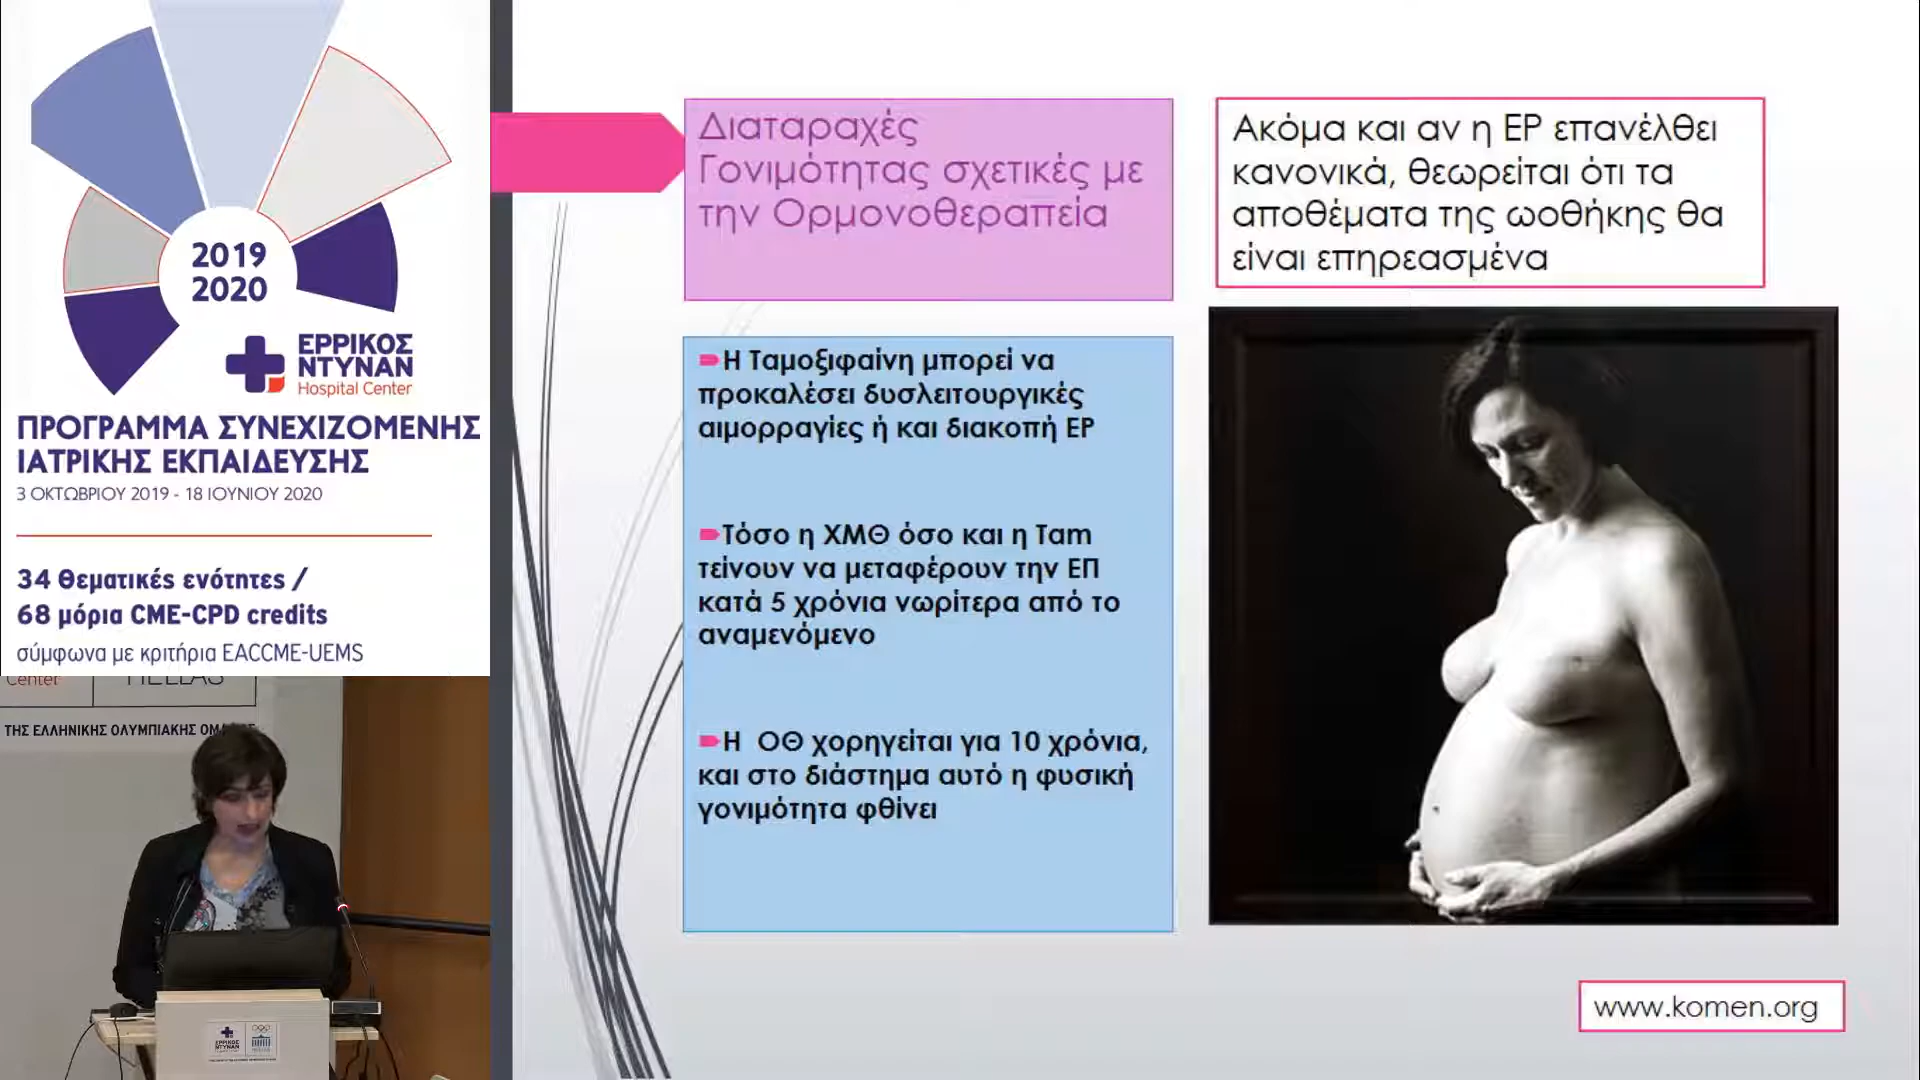 2019
2020
ΕΡΡΙΚΟΣ
ΝΤΥΝΑΝ
Hospital Center
ΠΡΟΓΡΑΜΜΑ ΣΥΝΕΧΙΖΟΜΕΝΗΣ
ΙΑΤΡΙΚΗΣ ΕΚΠΑΙΔΕΥΣΗΣ
3 ΟΚΤΩΒΡΙΟΥ 2019 - 18 ΙΟΥΝΙΟΥ 2020
34 θεματικές ενότητες /
68 μόρια CME-CPD credits
σύμφωνα με κριτήρια EACCME-UEMS
Center
HELLAS
ΤΗΣ ΕΛΛΗΝΙΚΗΣ ΟΛΥΜΠΙΑΚΗΣ
ΕΡΡΙΚΟΣ
ΝΤΥΝΑΝ
Διαταραχές
Γονιμότητας σχετικές με
την Ορμονοθεραπεία
Η Ταμοξιφαίνη μπορεί να
προκαλέσει δυσλειτουργικές
αιμορραγίες ή και διακοπή ΕΡ
Τόσο η ΧΜΘ όσο και η Tam
τείνουν να μεταφέρουν την ΕΠ
κατά 5 χρόνια νωρίτερα από το
αναμενόμενο
Η ΟΘ χορηγείται για 10 χρόνια,
και στο διάστημα αυτό η φυσική
γονιμότητα φθίνει
Ακόμα και αν η ΕΡ επανέλθει
κανονικά, θεωρείται ότι τα
αποθέματα της ωοθήκης θα
είναι επηρεασμένα
www.komen.org